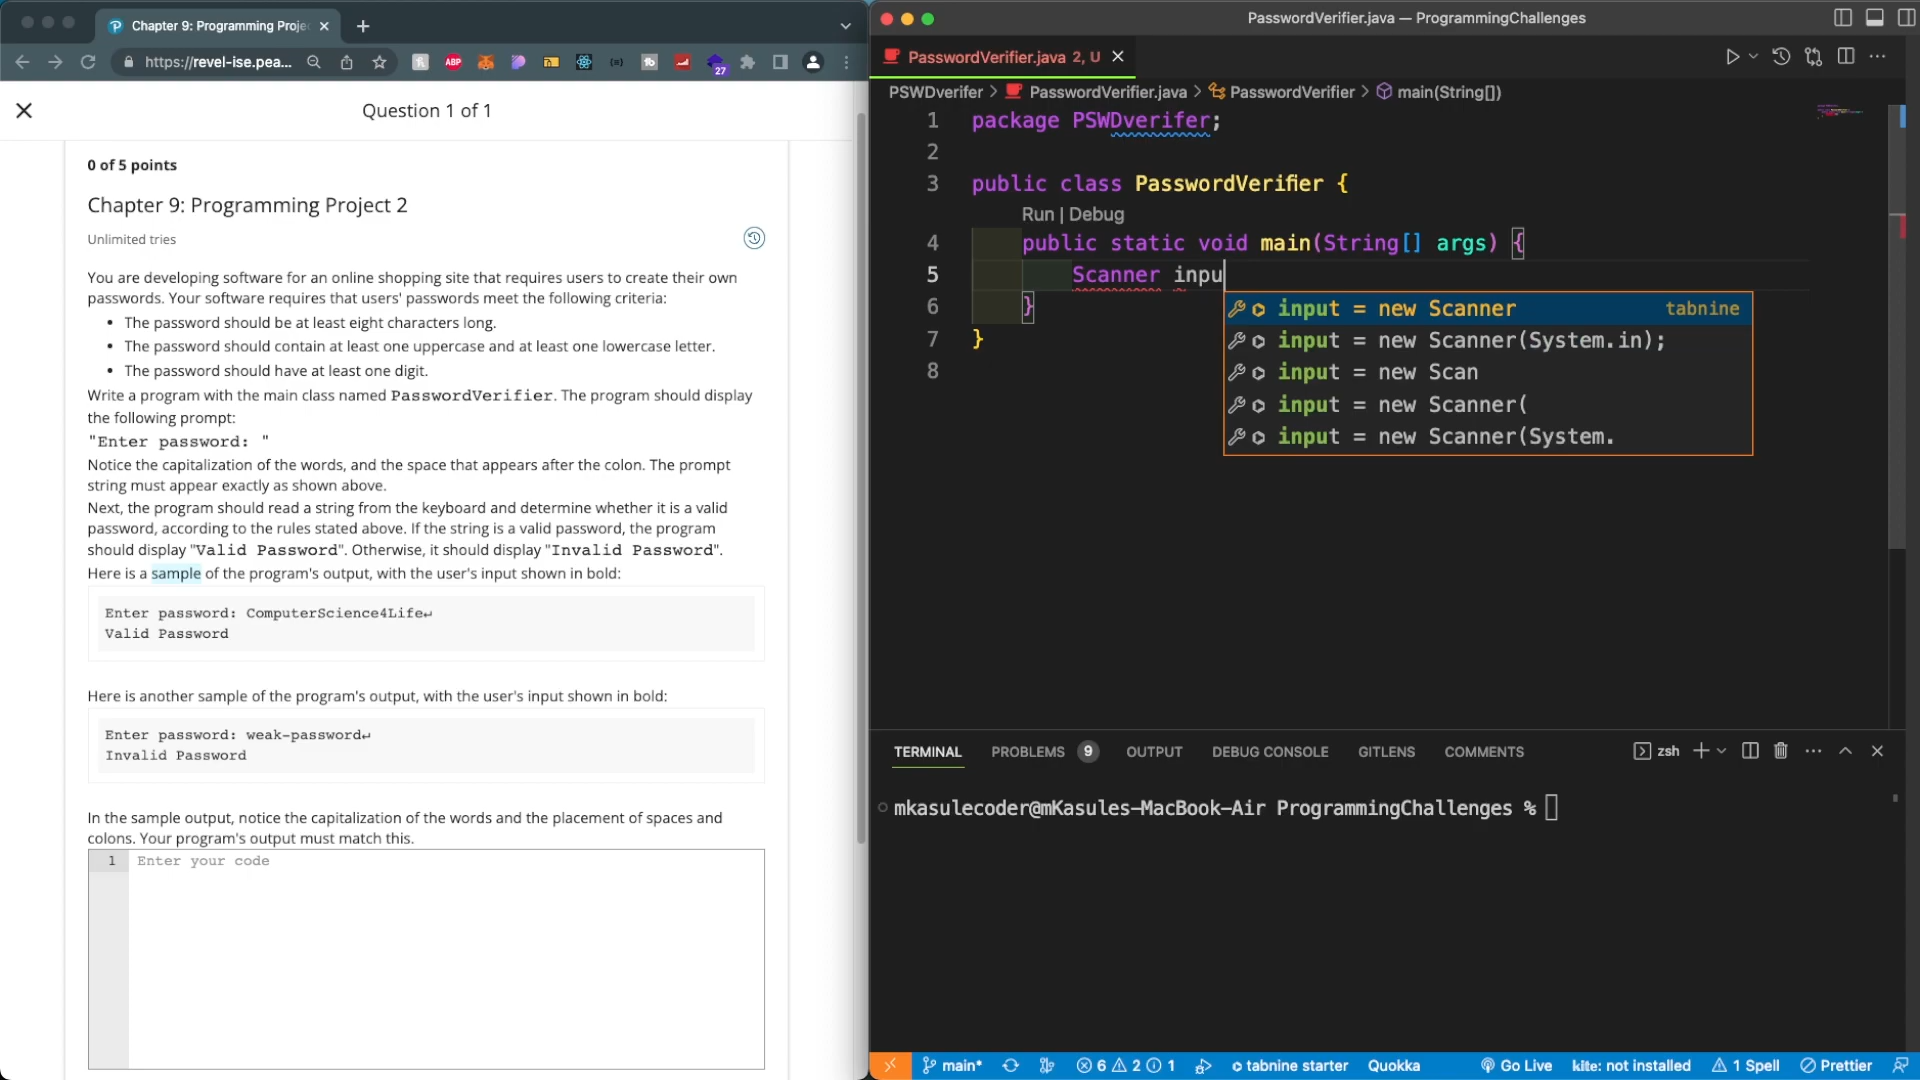 Chapter 9: Programming Proje
https://revel-ise.pea...
ABP
27
Question 1 of 1
0 of 5 points
Chapter 9: Programming Project 2
Unlimited tries
You are developing software for an online shopping site that requires users to create their own
passwords. Your software requires that users' passwords meet the following criteria:
• The password should be at least eight characters long.
• The password should contain at least one uppercase and at least one lowercase letter.
• The password should have at least one digit.
Write a program with the main class named PasswordVerifier. The program should display
the following prompt:
"Enter password: "
Notice the capitalization of the words, and the space that appears after the colon. The prompt
string must appear exactly as shown above.
Next, the program should read a string from the keyboard and determine whether it is a valid
password, according to the rules stated above. If the string is a valid password, the program
should display "Valid Password". Otherwise, it should display "Invalid Password".
Here is a sample of the program's output, with the user's input shown in bold:
Enter password: ComputerScience4Life↵
Valid Password
Here is another sample of the program's output, with the user's input shown in bold:
Enter password: weak-password↵
Invalid Password
In the sample output, notice the capitalization of the words and the placement of spaces and
colons. Your program's output must match this.
1 Enter your code
PasswordVerifier.java — ProgrammingChallenges
PasswordVerifier.java 2, U
PSWDverifer > PasswordVerifier.java > PasswordVerifier > main(String[])
1 package PSWDverifer;
2
3 public class PasswordVerifier {
Run | Debug
4 public static void main(String[] args) {
5 Scanner inpu
6 }
7 }
8
input = new Scanner tabnine
input = new Scanner(System.in);
input = new Scan
input = new Scanner(
input = new Scanner(System.
TERMINAL PROBLEMS 9 OUTPUT DEBUG CONSOLE GITLENS COMMENTS zsh
mkasulecoder@mKasules-MacBook-Air ProgrammingChallenges %
main* 6 2 1 tabnine starter Quokka Go Live kite: not installed 1 Spell Prettier